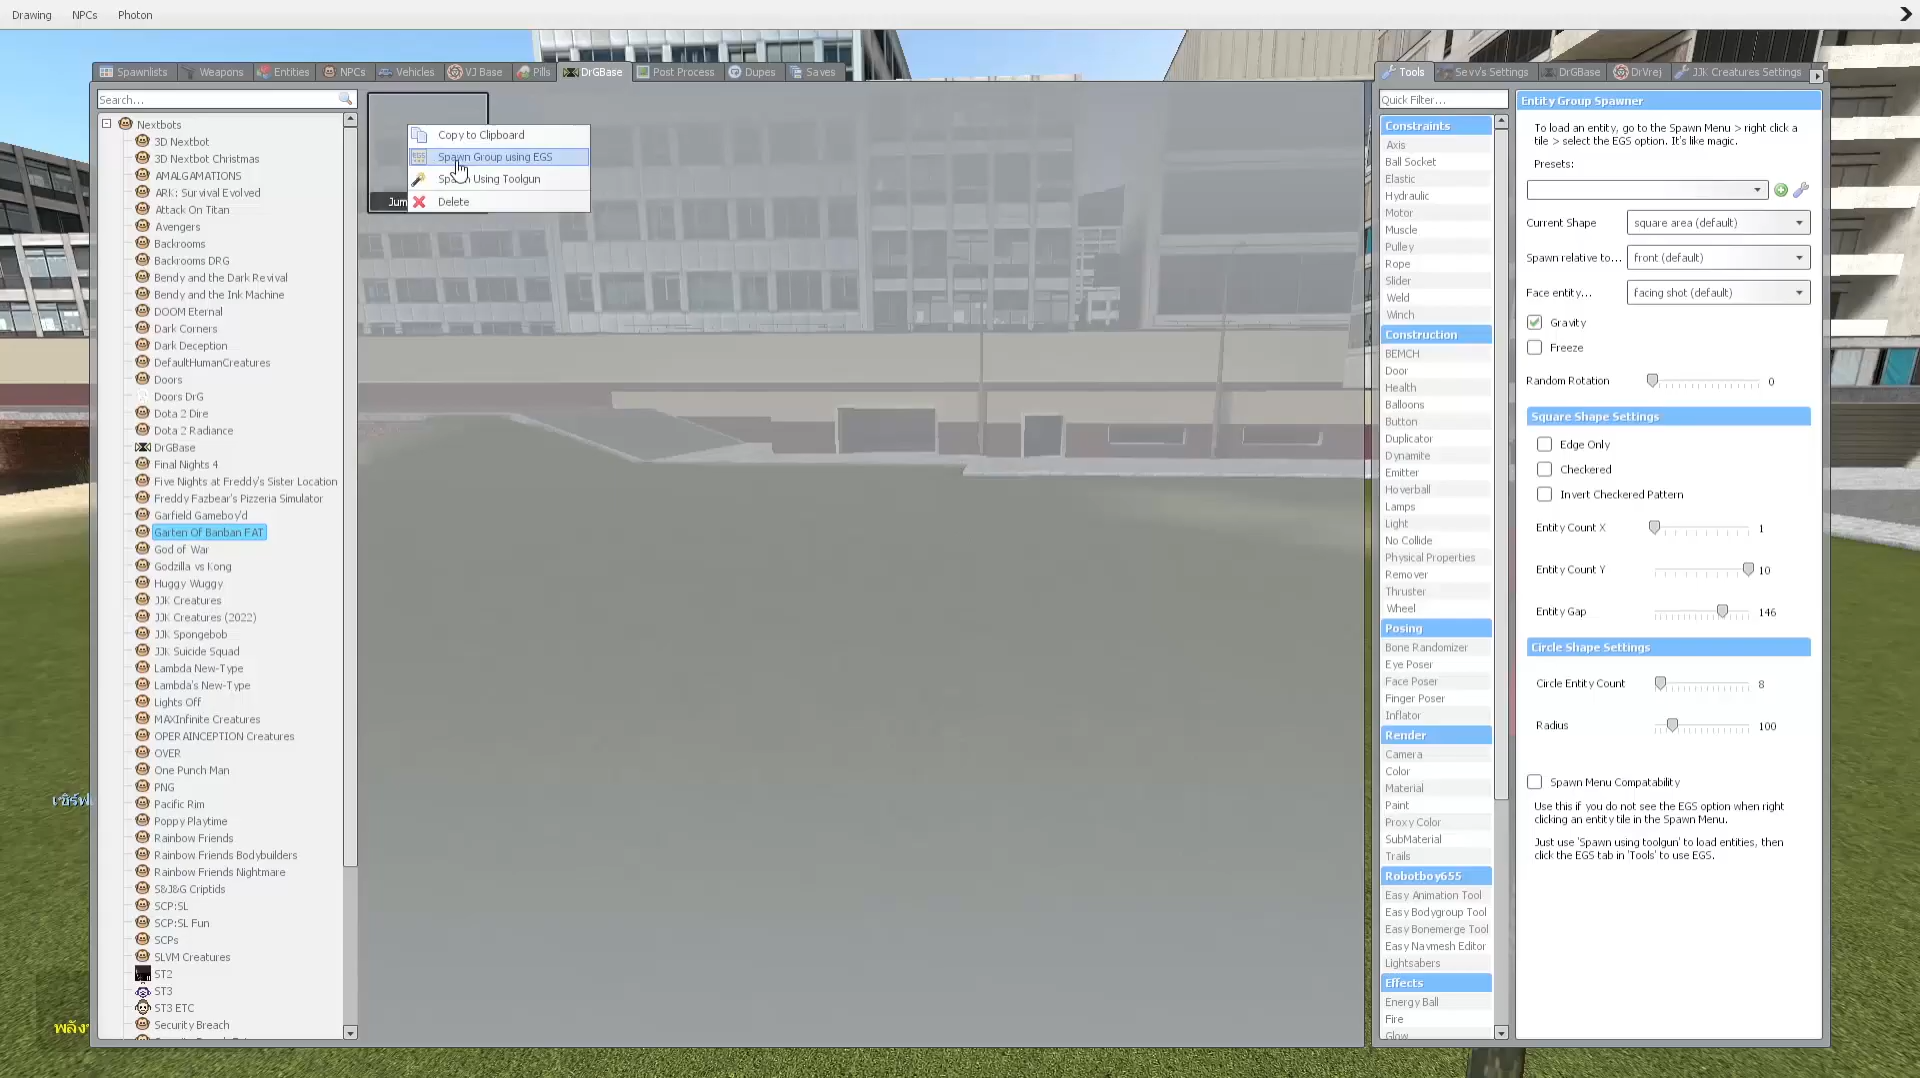 Drawing NPCs Photon
Spawnlists Weapons Entities NPCs Vehicles VJ Base Pills DrGBase Post Process Dupes Saves
Search...
Nextbots
3D Nextbot
3D Nextbot Christmas
AMALGAMATIONS
ARK: Survival Evolved
Attack On Titan
Avengers
Backrooms
Backrooms DRG
Bendy and the Dark Revival
Bendy and the Ink Machine
DOOM Eternal
Dark Corners
Dark Deception
DefaultHumanCreatures
Doors
Doors DrG
Dota 2 Dire
Dota 2 Radiance
DrGBase
Final Nights 4
Five Nights at Freddy's Sister Location
Freddy Fazbear's Pizzeria Simulator
Garfield Gameboy'd
Garten Of Banban FAT
God of War
Godzilla vs Kong
Huggy Wuggy
JJK Creatures
JJK Creatures (2022)
JJK Spongebob
JJK Suicide Squad
Lambda New-Type
Lambda's New-Type
Lights Off
MAXInfinite Creatures
OPER AINCEPTION Creatures
OVER
One Punch Man
PNG
Pacific Rim
Poppy Playtime
Rainbow Friends
Rainbow Friends Bodybuilders
Rainbow Friends Nightmare
S&J&G Criptids
SCP:SL
SCP:SL Fun
SCPs
SLVM Creatures
ST2
ST3
ST3 ETC
Security Breach
Jum
Copy to Clipboard
Spawn Group using EGS
Spawn Using Toolgun
Delete
Tools Sevv's Settings DrGBase DrVrej JJK Creatures Settings
Quick Filter...
Constraints
Axis
Ball Socket
Elastic
Hydraulic
Motor
Muscle
Pulley
Rope
Slider
Weld
Winch
Construction
BEMCH
Door
Health
Balloons
Button
Duplicator
Dynamite
Emitter
Hoverball
Lamps
Light
No Collide
Physical Properties
Remover
Thruster
Wheel
Posing
Bone Randomizer
Eye Poser
Face Poser
Finger Poser
Inflator
Render
Camera
Color
Material
Paint
Proxy Color
SubMaterial
Trails
Robotboy655
Easy Animation Tool
Easy Bodygroup Tool
Easy Bonemerge Tool
Easy Navmesh Editor
Lightsabers
Effects
Energy Ball
Fire
Glow
Entity Group Spawner
To load an entity, go to the Spawn Menu > right click a
tile > select the EGS option. It's like magic.
Presets:
Current Shape square area (default)
Spawn relative to... front (default)
Face entity... facing shot (default)
Gravity
Freeze
Random Rotation 0
Square Shape Settings
Edge Only
Checkered
Invert Checkered Pattern
Entity Count X 1
Entity Count Y 10
Entity Gap 146
Circle Shape Settings
Circle Entity Count 8
Radius 100
Spawn Menu Compatability
Use this if you do not see the EGS option when right
clicking an entity tile in the Spawn Menu.
Just use 'Spawn using toolgun' to load entities, then
click the EGS tab in 'Tools' to use EGS.